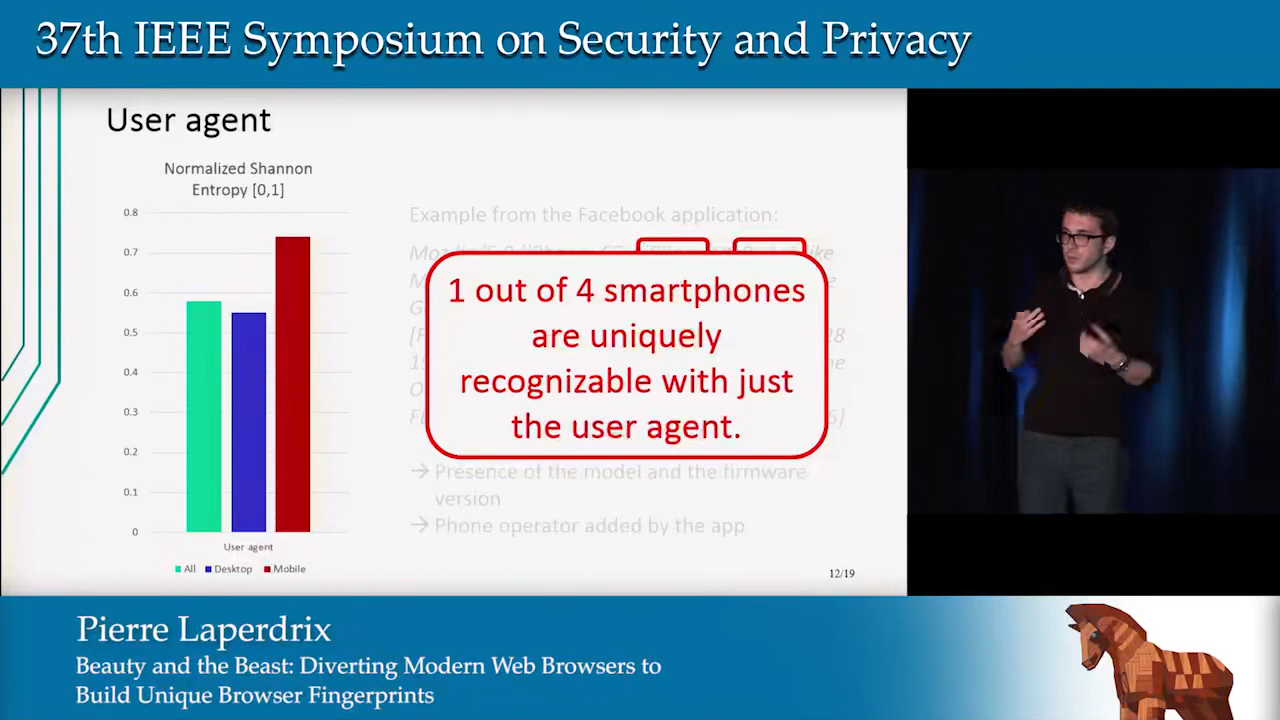 37th IEEE Symposium on Security and Privacy
User agent
Normalized Shannon
Entropy [0,1]
0.8
0.7
0.6
0.5
0.4
0.3
0.2
0.1
0
User agent
All Desktop Mobile
Example from the Facebook application:
1 out of 4 smartphones
are uniquely
recognizable with just
the user agent.
→ Presence of the model and the firmware
version
→ Phone operator added by the app
12/19
Pierre Laperdrix
Beauty and the Beast: Diverting Modern Web Browsers to
Build Unique Browser Fingerprints